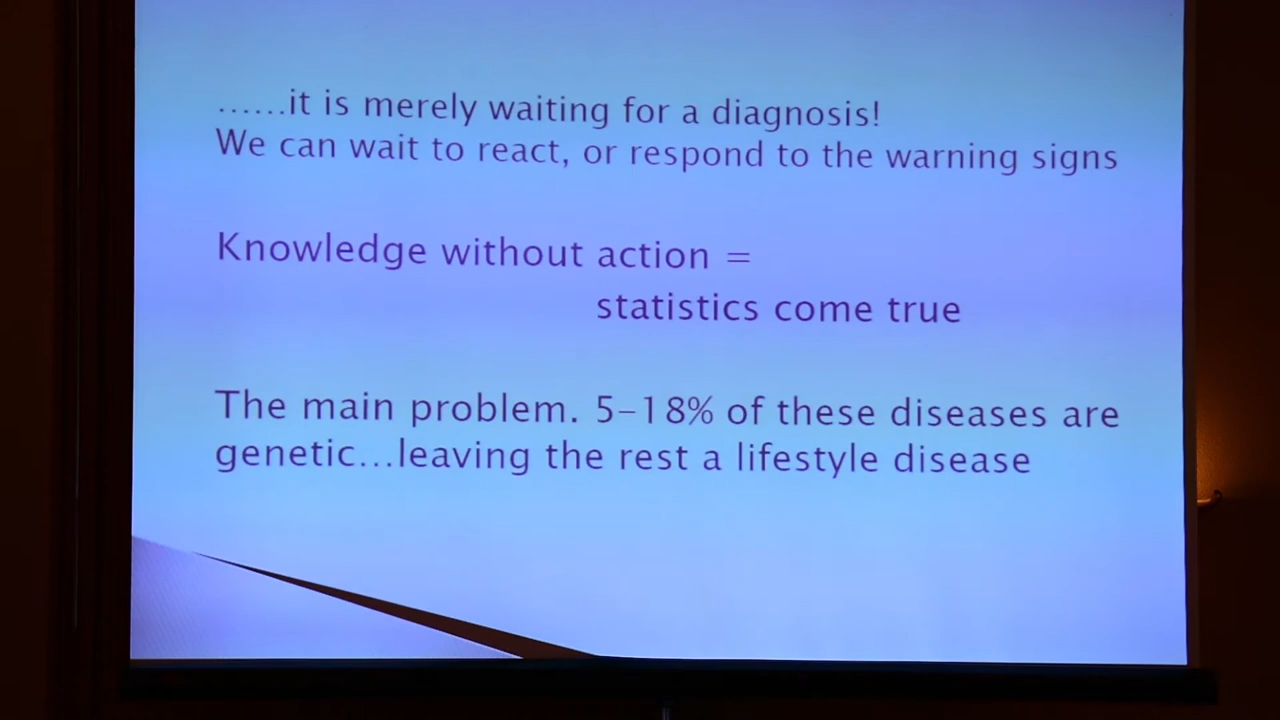 ......it is merely waiting for a diagnosis!
We can wait to react, or respond to the warning signs
Knowledge without action =
statistics come true
The main problem. 5-18% of these diseases are
genetic...leaving the rest a lifestyle disease